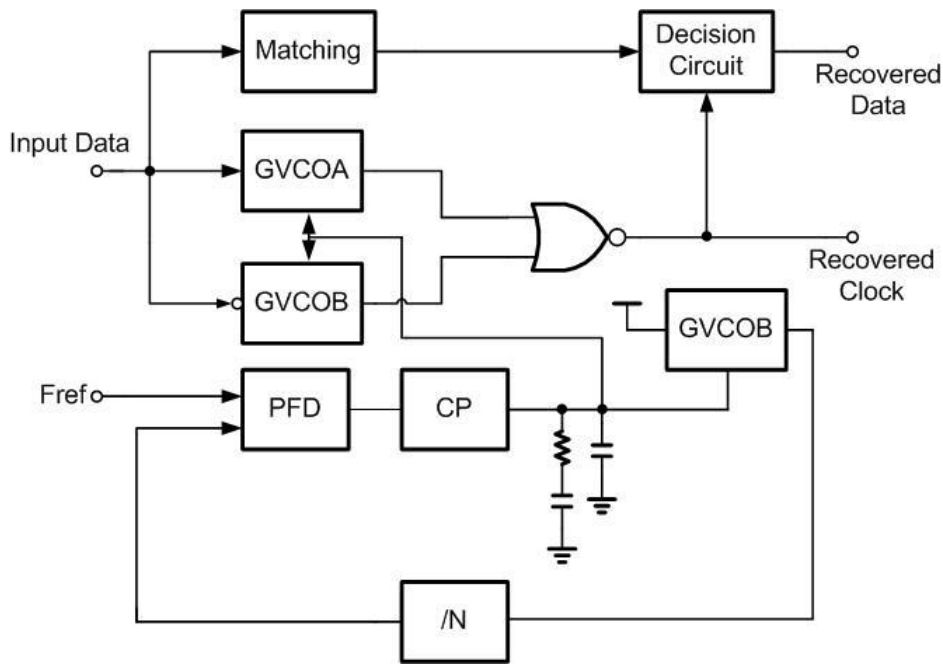 Matching
Decision
Circuit
Recovered
Data
Input Data
GVCOA
GVCOB
Recovered
Clock
GVCOB
Fref
PFD
CP
/N